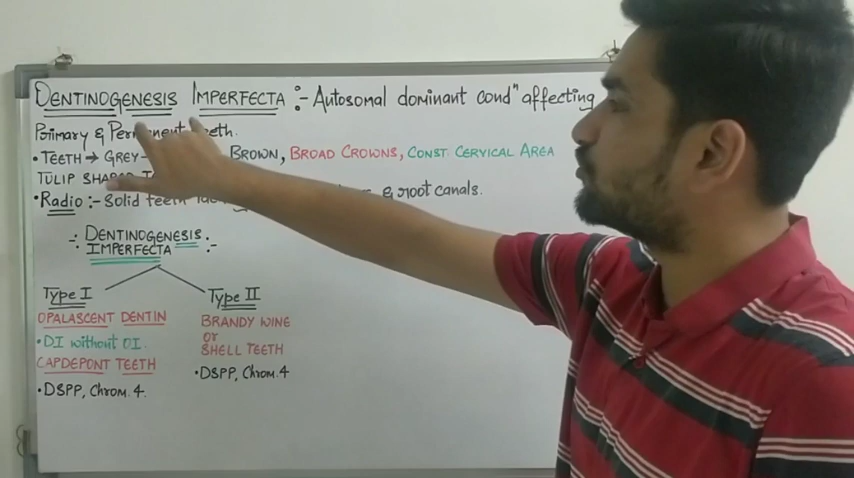 DENTINOGENESIS IMPERFECTA :- Autosomal dominant condⁿ affecting
Primary & Permanent teeth.
• TEETH → GREY- BROWN, BROAD CROWNS, CONST. CERVICAL AREA
TULIP SHAPED
• Radio :- Solid teeth & root canals.
-: DENTINOGENESIS
IMPERFECTA :-
Type I
OPALASCENT DENTIN
• DI without OI.
CAPDEPONT TEETH
• DSPP, Chrom. 4.
Type II
BRANDY WINE
or
SHELL TEETH
• DSPP, Chrom. 4